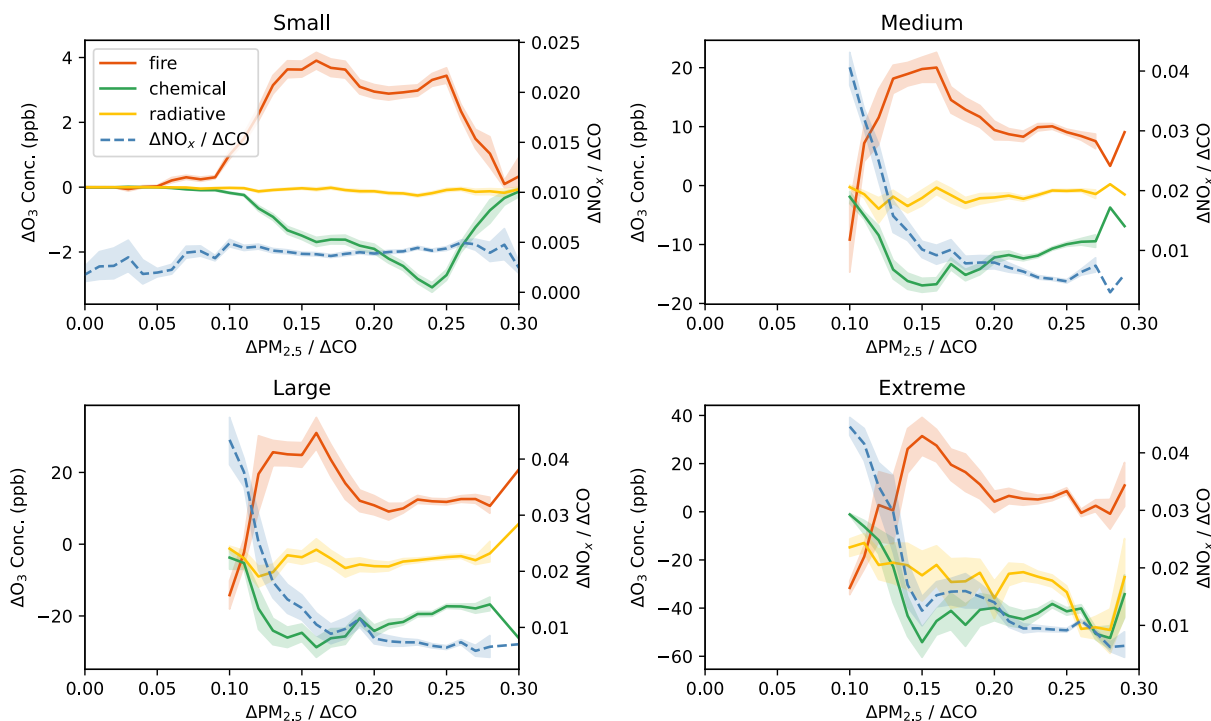 Small
ΔO₃ Conc. (ppb)
4
2
0
−2
fire
chemical
radiative
ΔNOₓ / ΔCO
0.025
0.020
0.015
0.010
0.005
0.000
ΔNOₓ / ΔCO
0.00 0.05 0.10 0.15 0.20 0.25 0.30
ΔPM₂.₅ / ΔCO
Medium
ΔO₃ Conc. (ppb)
20
10
0
−10
−20
0.04
0.03
0.02
0.01
ΔNOₓ / ΔCO
0.00 0.05 0.10 0.15 0.20 0.25 0.30
ΔPM₂.₅ / ΔCO
Large
ΔO₃ Conc. (ppb)
20
0
−20
0.04
0.03
0.02
0.01
ΔNOₓ / ΔCO
0.00 0.05 0.10 0.15 0.20 0.25 0.30
ΔPM₂.₅ / ΔCO
Extreme
ΔO₃ Conc. (ppb)
40
20
0
−20
−40
−60
0.04
0.03
0.02
0.01
ΔNOₓ / ΔCO
0.00 0.05 0.10 0.15 0.20 0.25 0.30
ΔPM₂.₅ / ΔCO